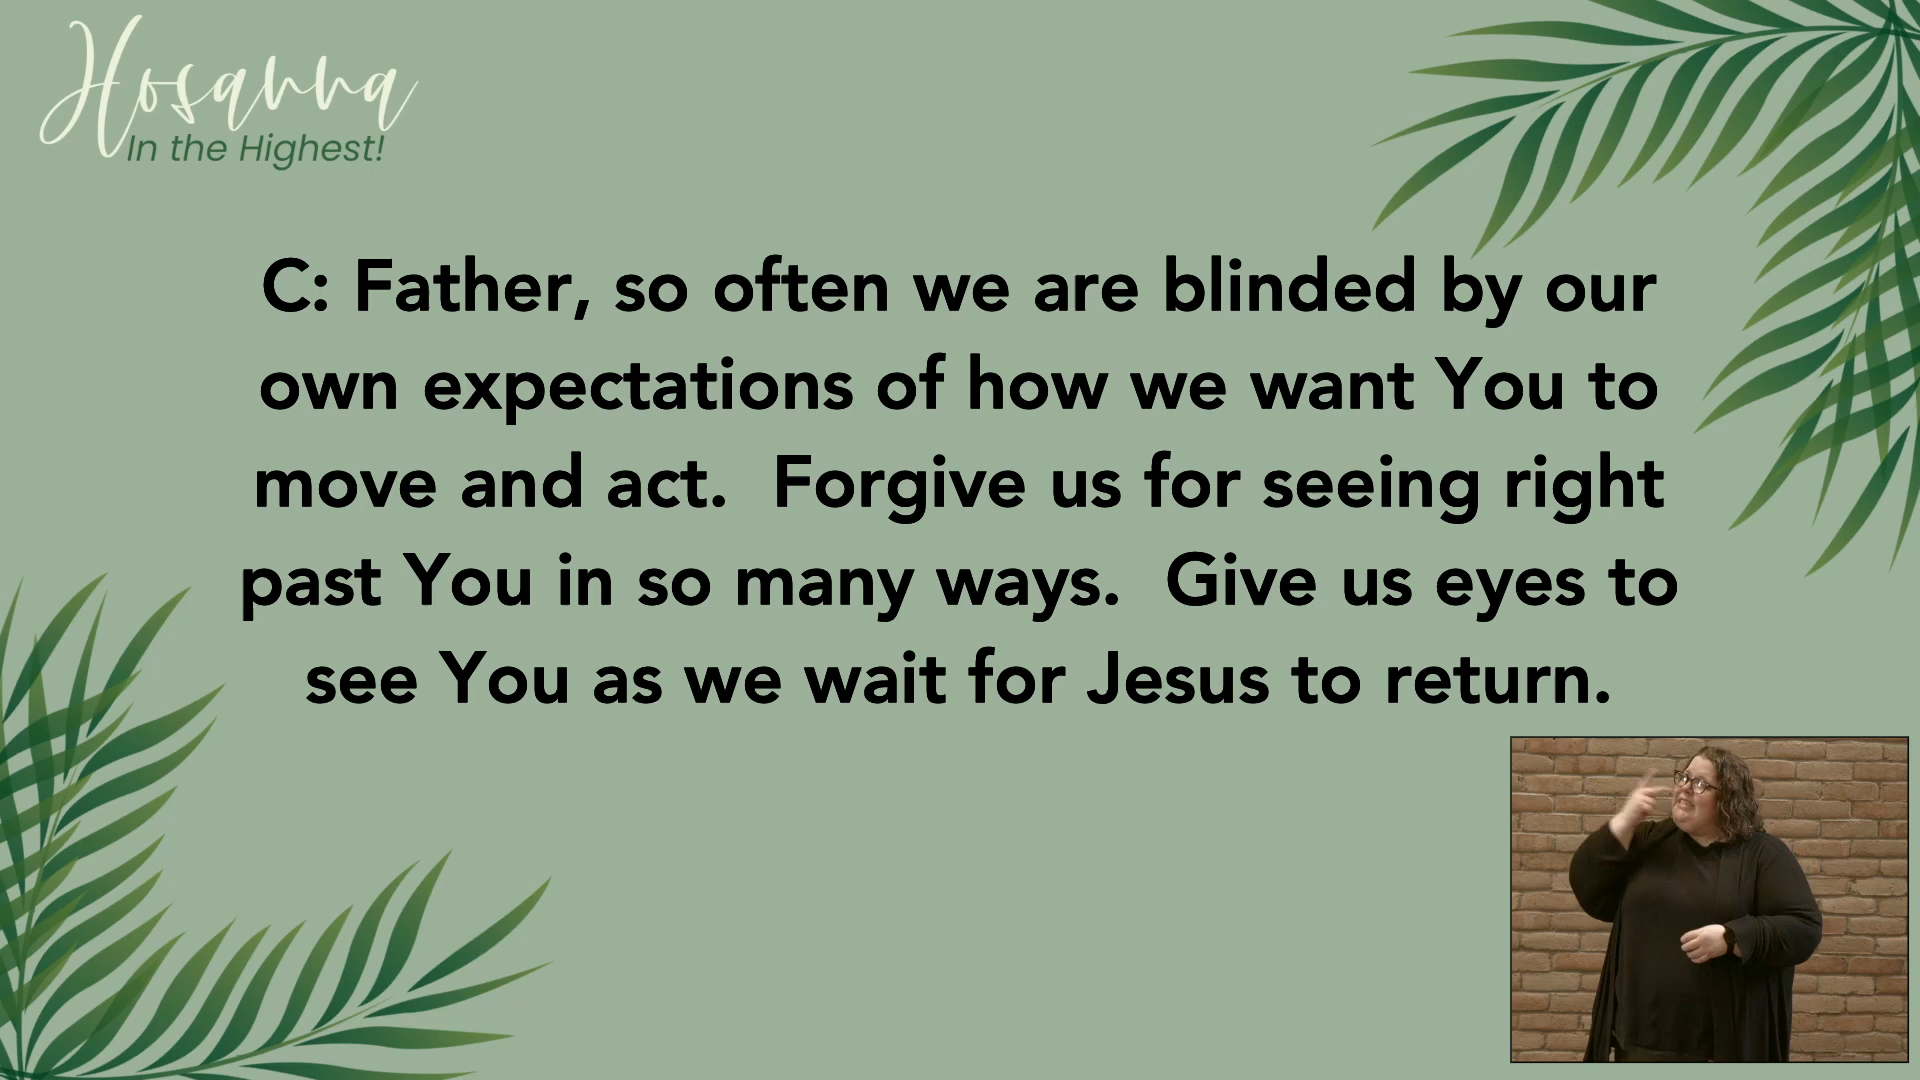 Hosanna
In the Highest!
C: Father, so often we are blinded by our
own expectations of how we want You to
move and act.  Forgive us for seeing right
past You in so many ways.  Give us eyes to
see You as we wait for Jesus to return.